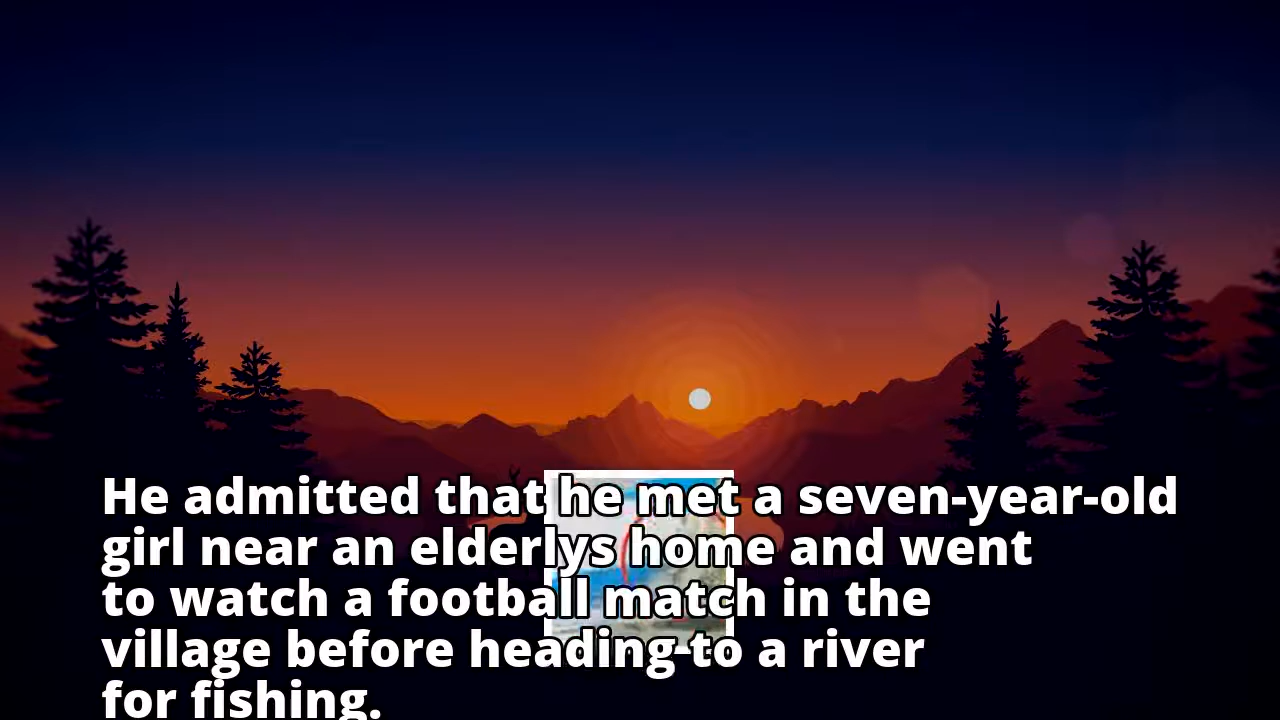 He admitted that he met a seven-year-old
girl near an elderlys home and went
to watch a football match in the
village before heading to a river
for fishing.